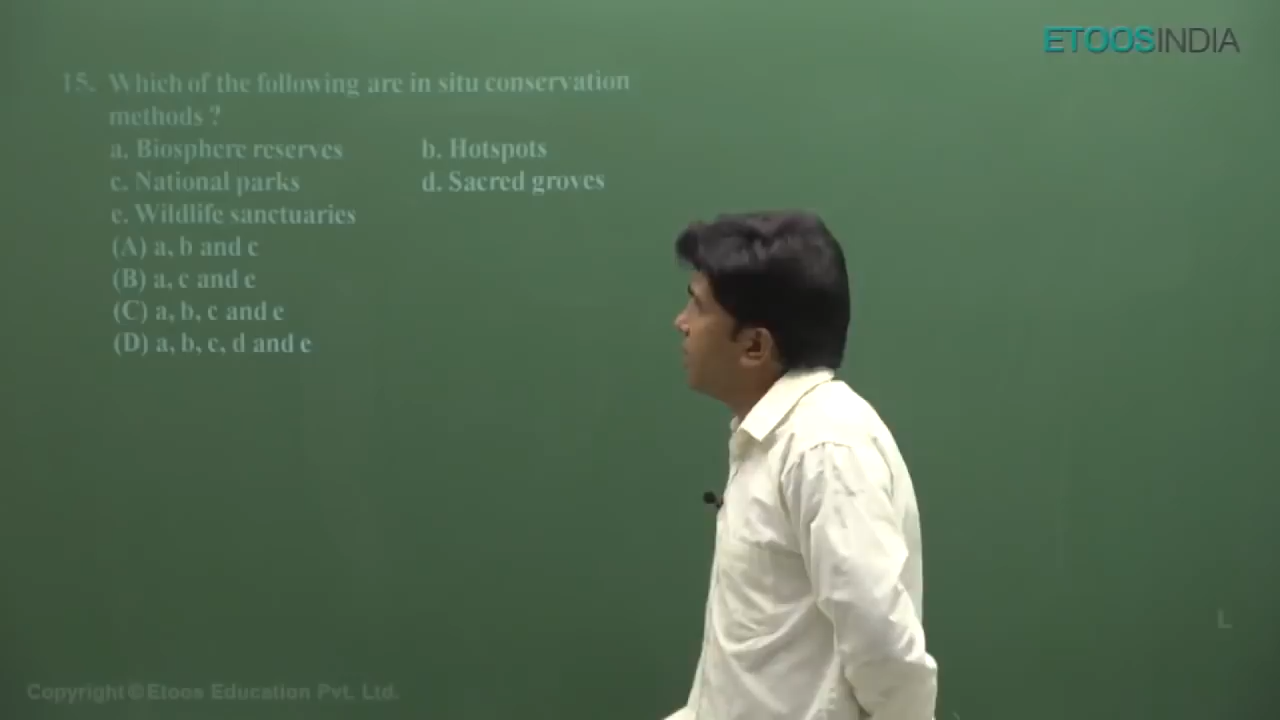 ETOOSINDIA
15. Which of the following are in situ conservation
methods ?
a. Biosphere reserves b. Hotspots
c. National parks d. Sacred groves
e. Wildlife sanctuaries
(A) a, b and c
(B) a, c and e
(C) a, b, c and e
(D) a, b, c, d and e
L
Copyright © Etoos Education Pvt. Ltd.